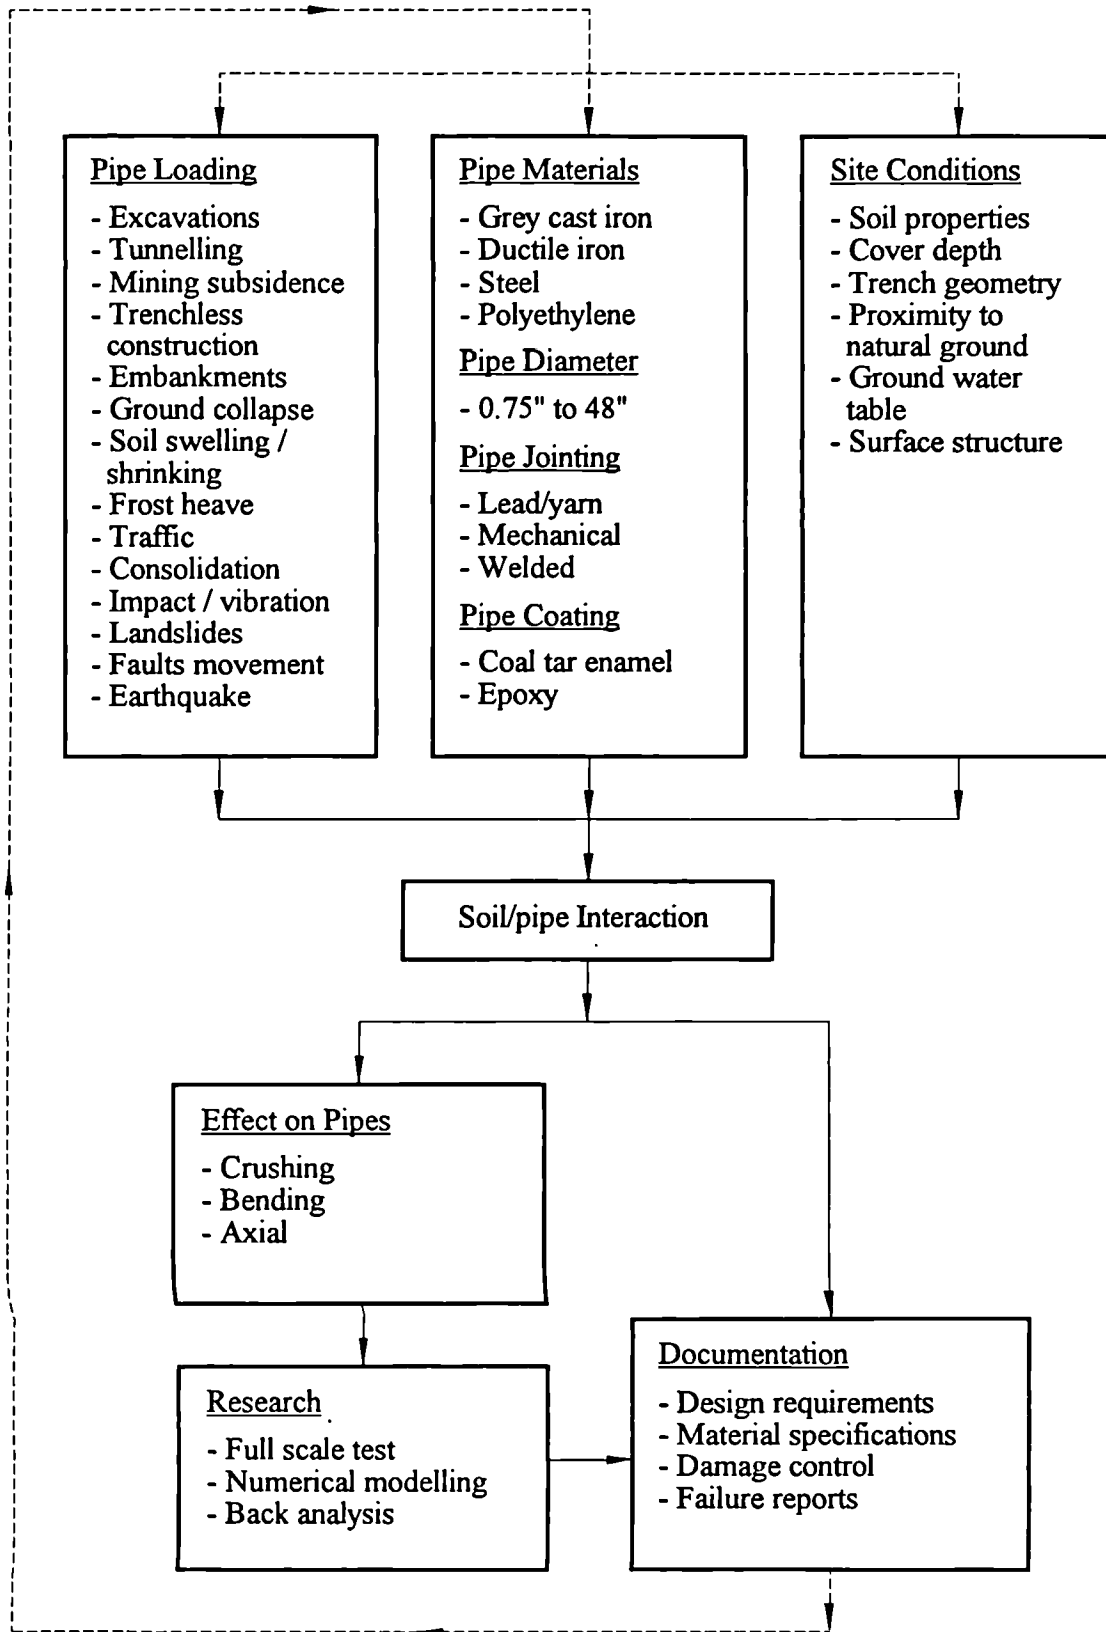 Pipe Loading
- Excavations
- Tunnelling
- Mining subsidence
- Trenchless
construction
- Embankments
- Ground collapse
- Soil swelling /
shrinking
- Frost heave
- Traffic
- Consolidation
- Impact / vibration
- Landslides
- Faults movement
- Earthquake
Pipe Materials
- Grey cast iron
- Ductile iron
- Steel
- Polyethylene
Pipe Diameter
- 0.75" to 48"
Pipe Jointing
- Lead/yarn
- Mechanical
- Welded
Pipe Coating
- Coal tar enamel
- Epoxy
Site Conditions
- Soil properties
- Cover depth
- Trench geometry
- Proximity to
natural ground
- Ground water
table
- Surface structure
Soil/pipe Interaction
Effect on Pipes
- Crushing
- Bending
- Axial
Research
- Full scale test
- Numerical modelling
- Back analysis
Documentation
- Design requirements
- Material specifications
- Damage control
- Failure reports